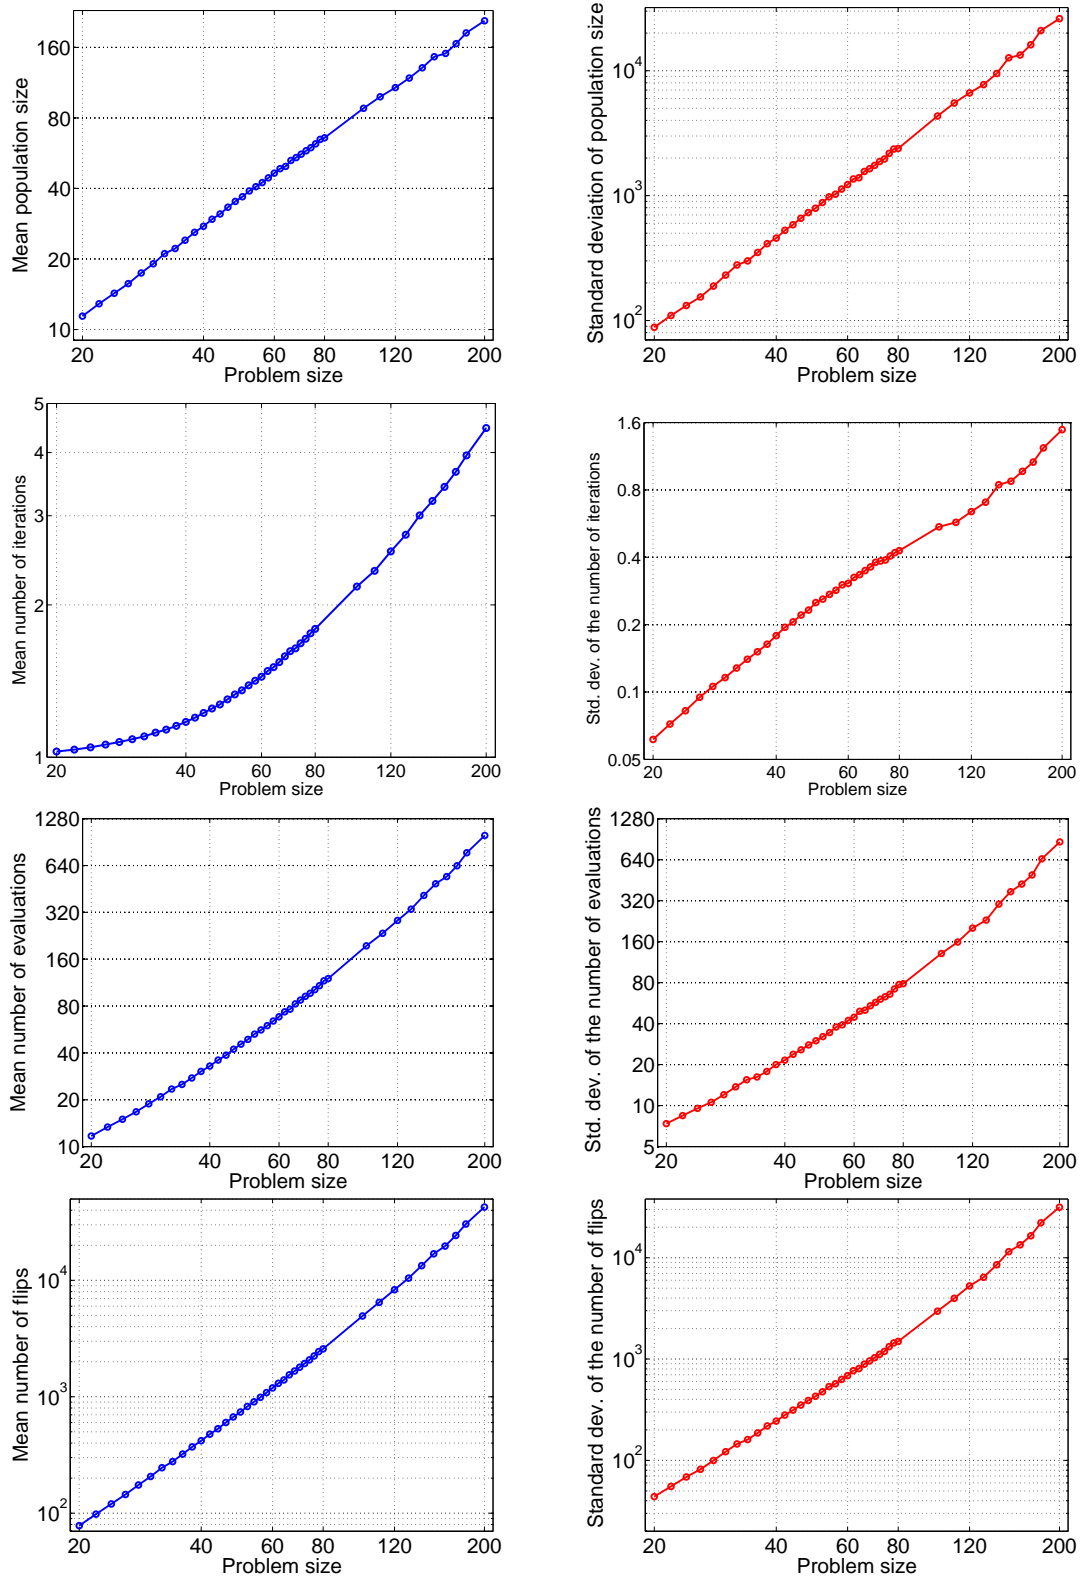 Mean population size
160
80
40
20
10
20 40 60 80 120 200
Problem size
Standard deviation of population size
10^4
10^3
10^2
20 40 60 80 120 200
Problem size
Mean number of iterations
5
4
3
2
1
20 40 60 80 120 200
Problem size
Std. dev. of the number of iterations
1.6
0.8
0.4
0.2
0.1
0.05
20 40 60 80 120 200
Problem size
Mean number of evaluations
1280
640
320
160
80
40
20
10
20 40 60 80 120 200
Problem size
Std. dev. of the number of evaluations
1280
640
320
160
80
40
20
10
5
20 40 60 80 120 200
Problem size
Mean number of flips
10^4
10^3
10^2
20 40 60 80 120 200
Problem size
Standard dev. of the number of flips
10^4
10^3
10^2
20 40 60 80 120 200
Problem size